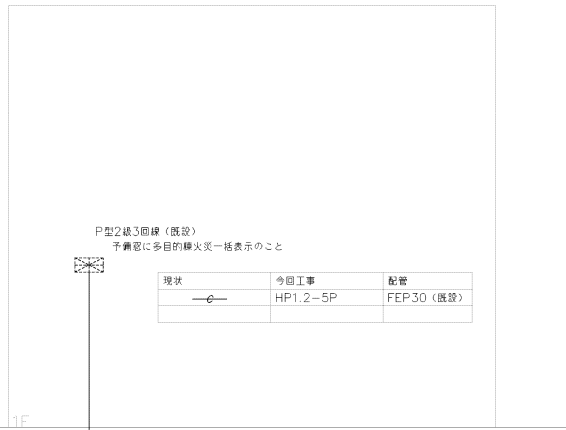 P型2級3回線（既設）
予備窓に多目的棟火災一括表示のこと
現状 今回工事 配管
C HP1.2−5P FEP30（既設）
1F